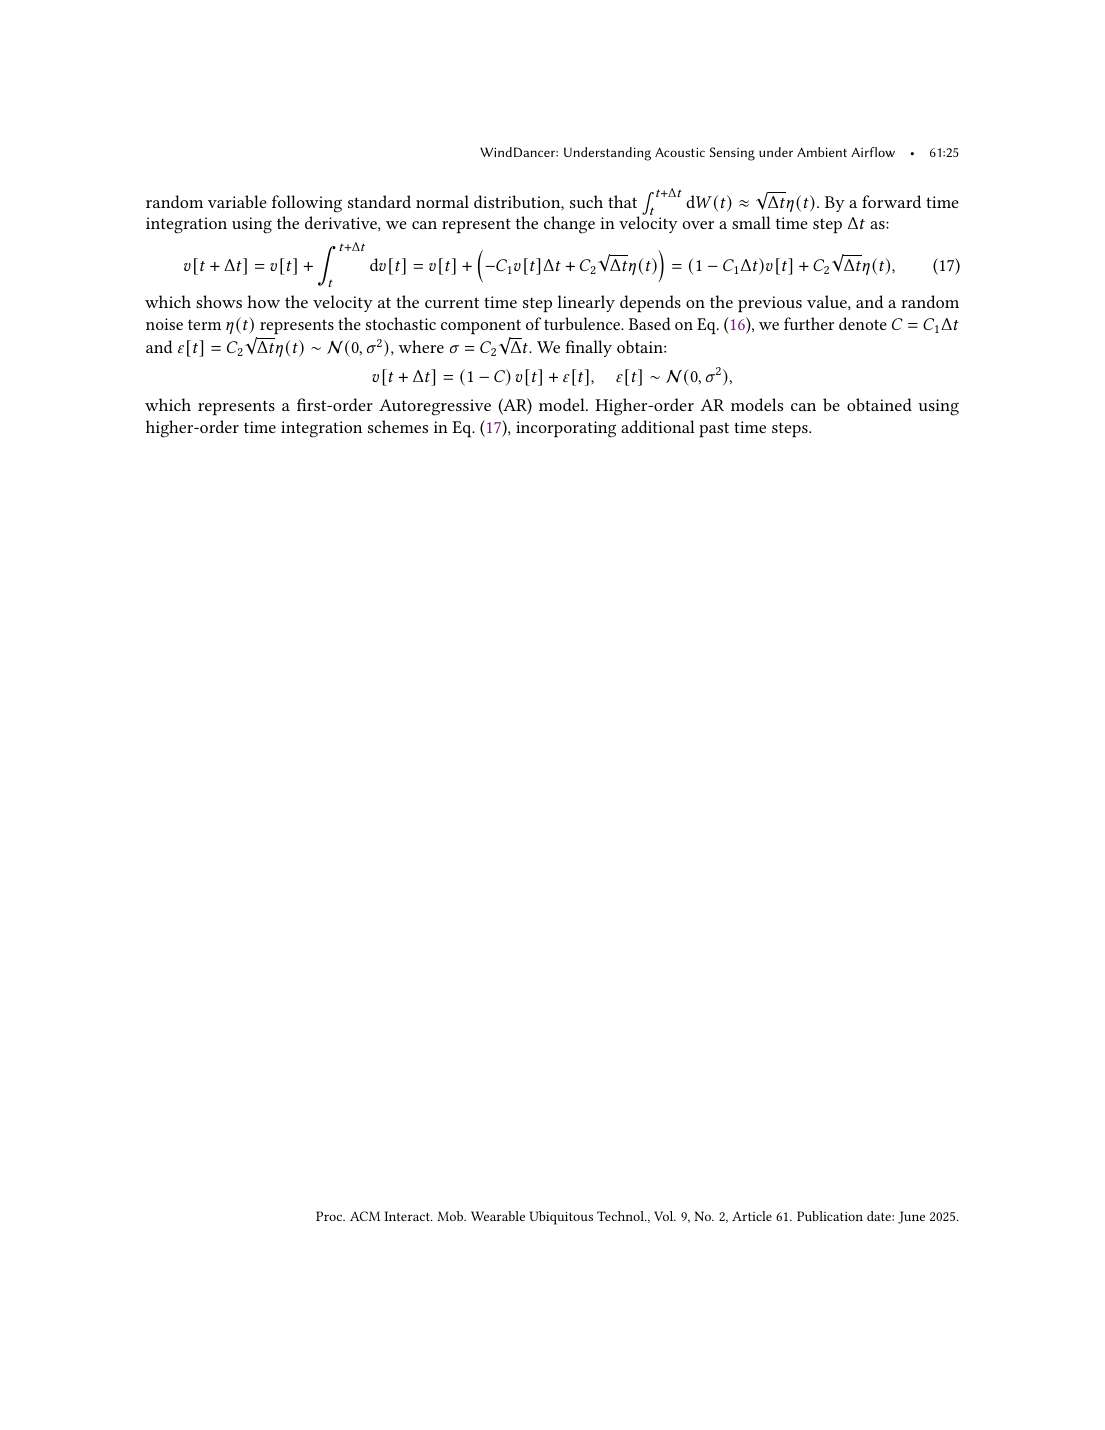 WindDancer: Understanding Acoustic Sensing under Ambient Airflow • 61:25
random variable following standard normal distribution, such that ∫_t^{t+Δt} dW(t) ≈ √Δtη(t). By a forward time
integration using the derivative, we can represent the change in velocity over a small time step Δt as:
v[t + Δt] = v[t] + ∫_t^{t+Δt} dv[t] = v[t] + (−C₁v[t]Δt + C₂√Δtη(t)) = (1 − C₁Δt)v[t] + C₂√Δtη(t), (17)
which shows how the velocity at the current time step linearly depends on the previous value, and a random
noise term η(t) represents the stochastic component of turbulence. Based on Eq. (16), we further denote C = C₁Δt
and ε[t] = C₂√Δtη(t) ∼ 𝒩(0, σ²), where σ = C₂√Δt. We finally obtain:
v[t + Δt] = (1 − C) v[t] + ε[t], ε[t] ∼ 𝒩(0, σ²),
which represents a first-order Autoregressive (AR) model. Higher-order AR models can be obtained using
higher-order time integration schemes in Eq. (17), incorporating additional past time steps.
Proc. ACM Interact. Mob. Wearable Ubiquitous Technol., Vol. 9, No. 2, Article 61. Publication date: June 2025.